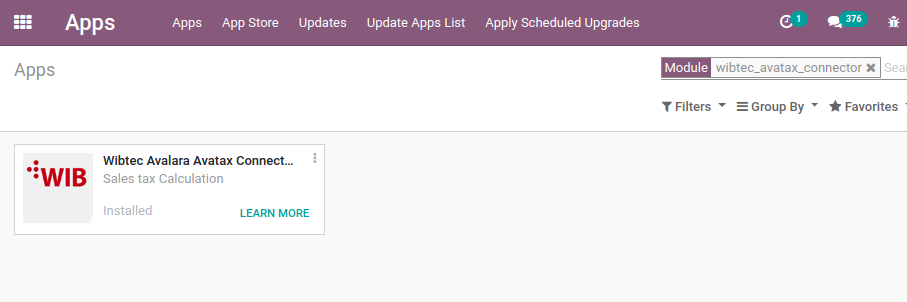 Apps Apps App Store Updates Update Apps List Apply Scheduled Upgrades 1 376
Apps Module wibtec_avatax_connector Sear
Filters Group By Favorites
Wibtec Avalara Avatax Connect...
WIB Sales tax Calculation
Installed LEARN MORE